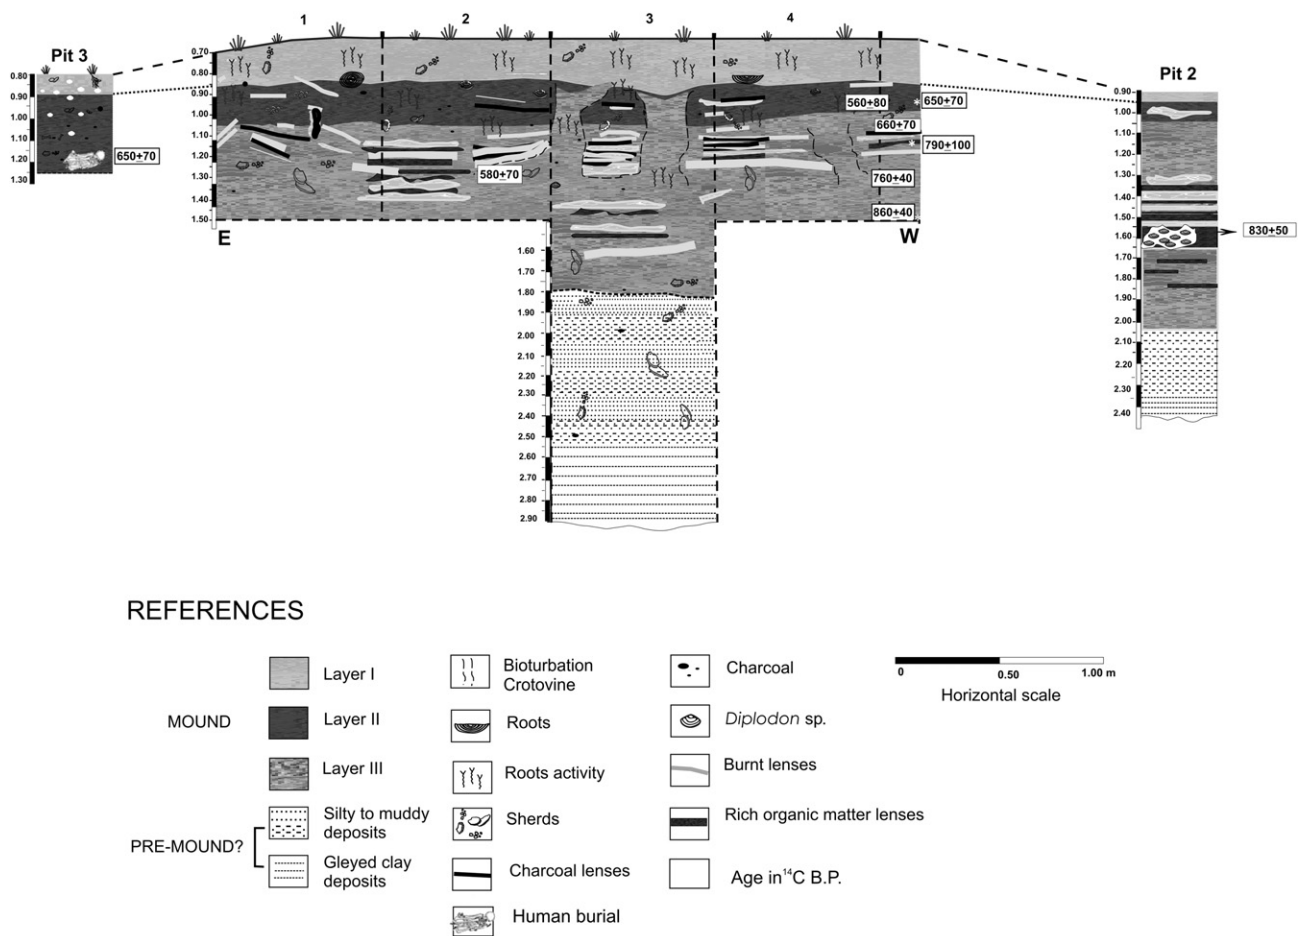 1 2 3 4
Pit 3
Pit 2
0.80
0.90
1.00
1.10
1.20
1.30
650±70
0.70
0.80
0.90
1.00
1.10
1.20
1.30
1.40
1.50
E
W
580+70
560+80
650+70
660+70
790+100
760+40
860+40
1.60
1.70
1.80
1.90
2.00
2.10
2.20
2.30
2.40
2.50
2.60
2.70
2.80
2.90
0.90
1.00
1.10
1.20
1.30
1.40
1.50
1.60
1.70
1.80
1.90
2.00
2.10
2.20
2.30
2.40
830±50
REFERENCES
MOUND
Layer I
Layer II
Layer III
PRE-MOUND?
Silty to muddy
deposits
Gleyed clay
deposits
Bioturbation
Crotovine
Roots
Roots activity
Sherds
Charcoal lenses
Human burial
Charcoal
Diplodon sp.
Burnt lenses
Rich organic matter lenses
Age in ¹⁴C B.P.
0 0.50 1.00 m
Horizontal scale